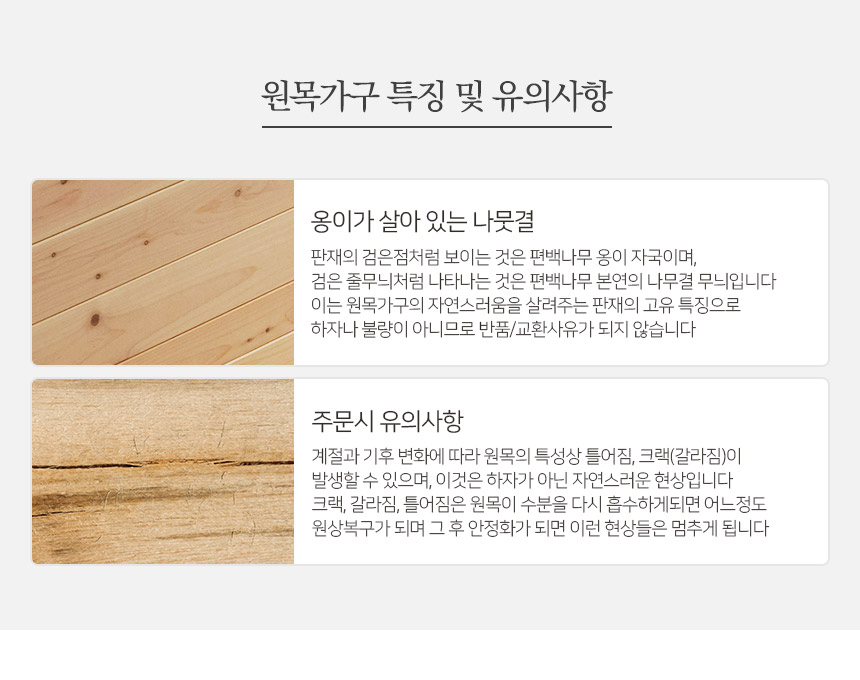 원목가구 특징 및 유의사항
옹이가 살아 있는 나뭇결
판재의 검은점처럼 보이는 것은 편백나무 옹이 자국이며,
검은 줄무늬처럼 나타나는 것은 편백나무 본연의 나무결 무늬입니다
이는 원목가구의 자연스러움을 살려주는 판재의 고유 특징으로
하자나 불량이 아니므로 반품/교환사유가 되지 않습니다
주문시 유의사항
계절과 기후 변화에 따라 원목의 특성상 틀어짐, 크랙(갈라짐)이
발생할 수 있으며, 이것은 하자가 아닌 자연스러운 현상입니다
크랙, 갈라짐, 틀어짐은 원목이 수분을 다시 흡수하게되면 어느정도
원상복구가 되며 그 후 안정화가 되면 이런 현상들은 멈추게 됩니다